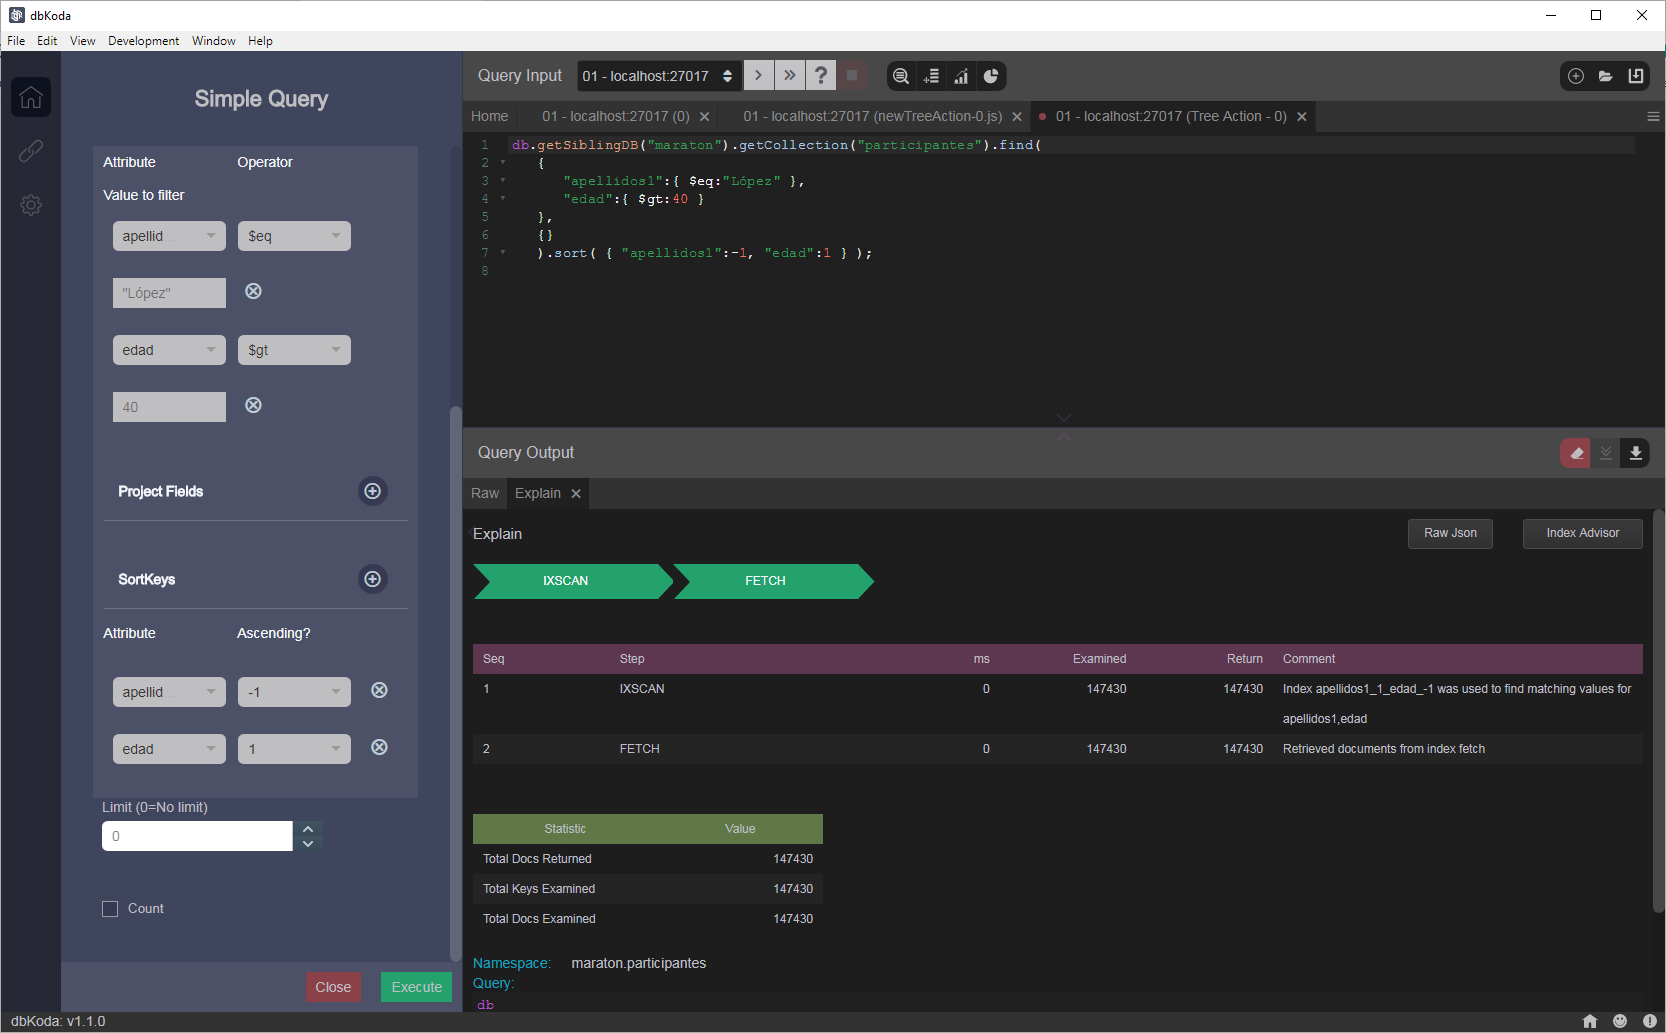 dbKoda
File Edit View Development Window Help
Simple Query
Attribute Operator
Value to filter
apellid $eq
"López"
edad $gt
40
Project Fields
SortKeys
Attribute Ascending?
apellid -1
edad 1
Limit (0=No limit)
0
Count
Close Execute
Query Input 01 - localhost:27017 ?
Home 01 - localhost:27017 (0) 01 - localhost:27017 (newTreeAction-0.js) 01 - localhost:27017 (Tree Action - 0)
1 db.getSiblingDB("maraton").getCollection("participantes").find(
2 {
3 "apellidos1":{ $eq:"López" },
4 "edad":{ $gt:40 }
5 },
6 {}
7 ).sort( { "apellidos1":-1, "edad":1 } );
8
Query Output
Raw Explain
Explain Raw Json Index Advisor
IXSCAN FETCH
Seq Step ms Examined Return Comment
1 IXSCAN 0 147430 147430 Index apellidos1_1_edad_-1 was used to find matching values for
apellidos1,edad
2 FETCH 0 147430 147430 Retrieved documents from index fetch
Statistic Value
Total Docs Returned 147430
Total Keys Examined 147430
Total Docs Examined 147430
Namespace: maraton.participantes
Query:
db
dbKoda: v1.1.0